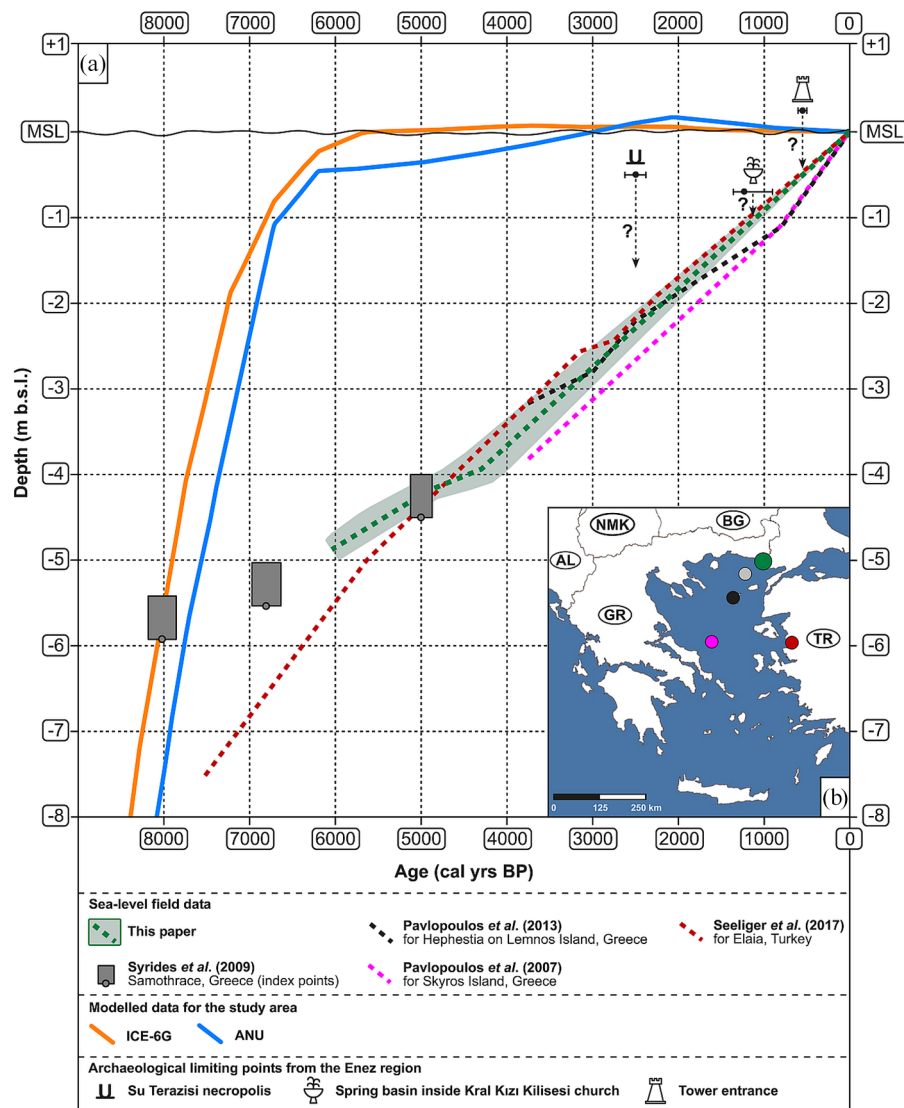 8000 7000 6000 5000 4000 3000 2000 1000 0
+1 +1
(a)
MSL MSL
?
?
?
-1 -1
-2 -2
-3 -3
-4 -4
-5 -5
-6 -6
-7 -7
-8 -8
Depth (m b.s.l.)
NMK BG
AL
GR TR
0 125 250 km
(b)
8000 7000 6000 5000 4000 3000 2000 1000 0
Age (cal yrs BP)
Sea-level field data
This paper
Pavlopoulos et al. (2013)
for Hephestia on Lemnos Island, Greece
Seeliger et al. (2017)
for Elaia, Turkey
Syrides et al. (2009)
Samothrace, Greece (index points)
Pavlopoulos et al. (2007)
for Skyros Island, Greece
Modelled data for the study area
ICE-6G ANU
Archaeological limiting points from the Enez region
Su Terazisi necropolis Spring basin inside Kral Kızı Kilisesi church Tower entrance